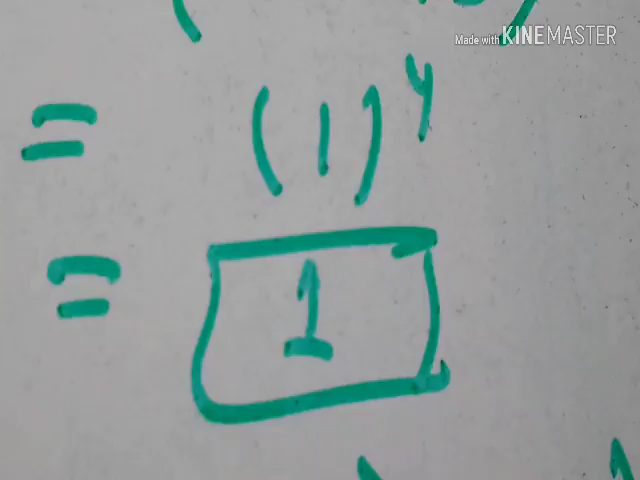 Made with KINEMASTER
= (1)⁴
= 1